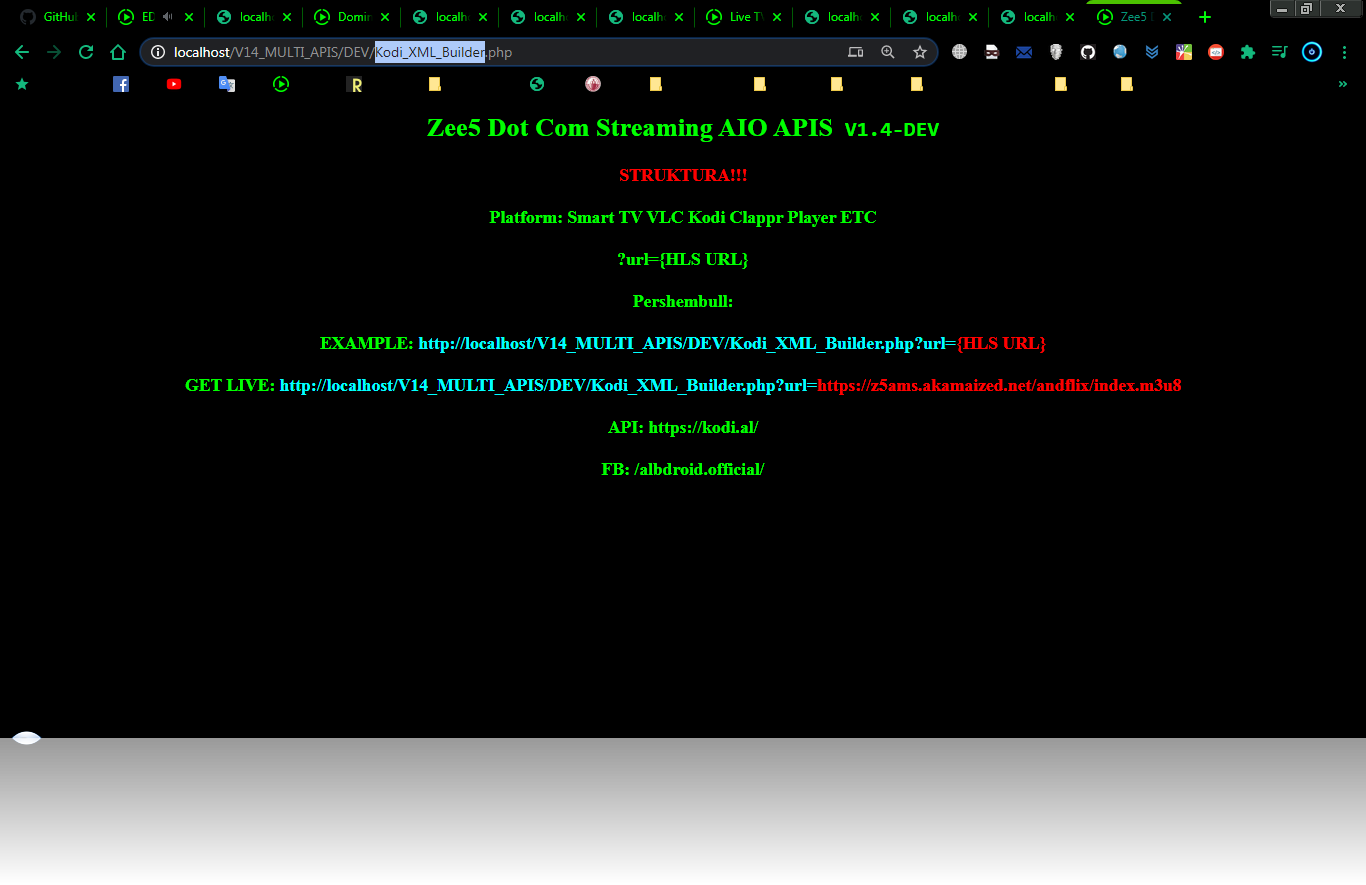 GitHub
localh
Domin
localh
localh
localh
Live T
localh
localh
localh
Zee5
localhost/V14_MULTI_APIS/DEV/Kodi_XML_Builder.php
Zee5 Dot Com Streaming AIO APIS V1.4-DEV
STRUKTURA!!!
Platform: Smart TV VLC Kodi Clappr Player ETC
?url={HLS URL}
Pershembull:
EXAMPLE: http://localhost/V14_MULTI_APIS/DEV/Kodi_XML_Builder.php?url={HLS URL}
GET LIVE: http://localhost/V14_MULTI_APIS/DEV/Kodi_XML_Builder.php?url=https://z5ams.akamaized.net/andflix/index.m3u8
API: https://kodi.al/
FB: /albdroid.official/